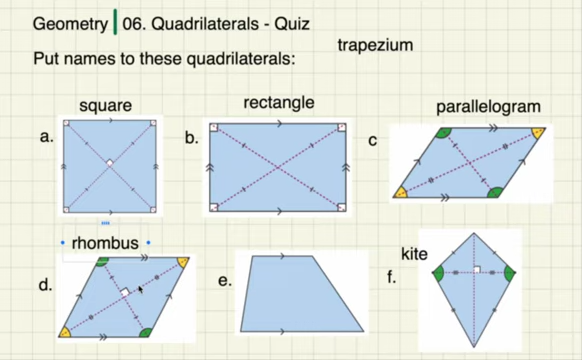 Geometry | 06. Quadrilaterals - Quiz
trapezium
Put names to these quadrilaterals:
square
rectangle
parallelogram
a.
b.
c
rhombus
kite
d.
e.
f.